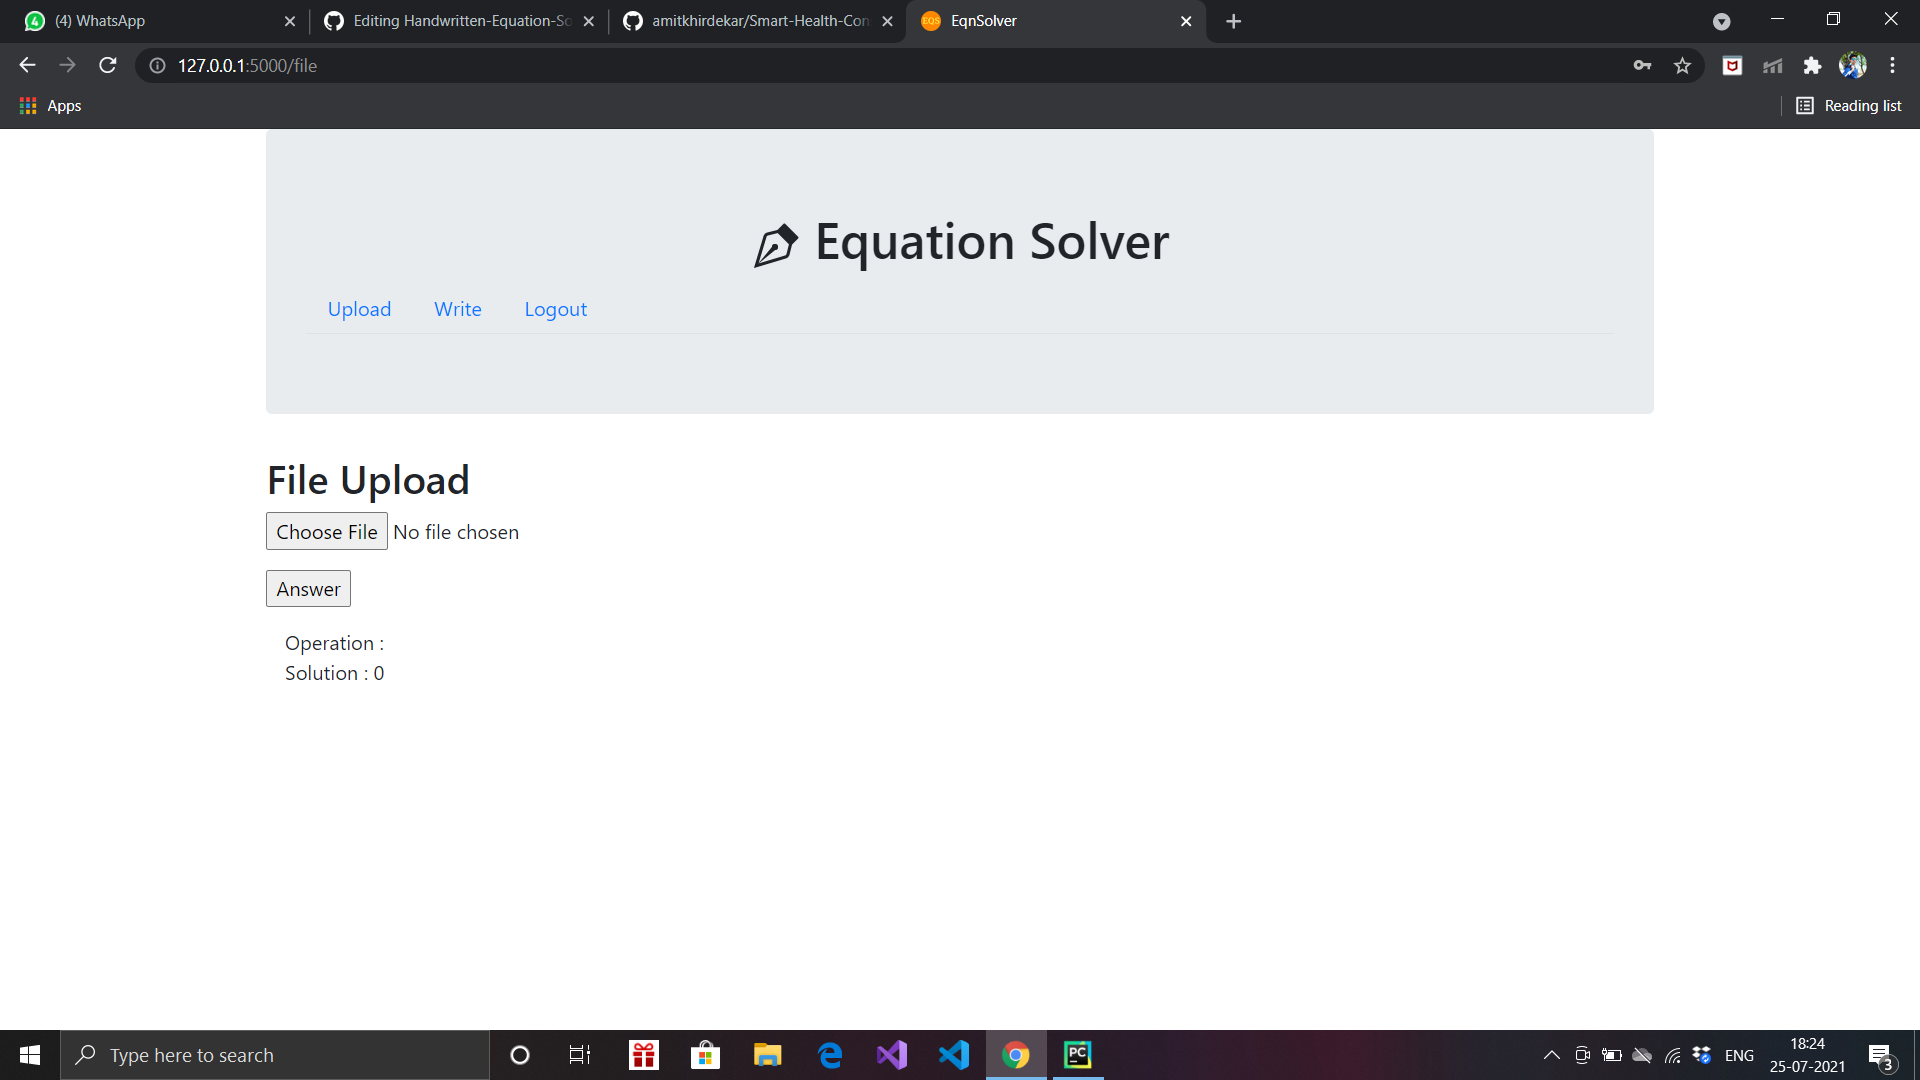 (4) WhatsApp
Editing Handwritten-Equation-So
amitkhirdekar/Smart-Health-Con
EQS
EqnSolver
127.0.0.1:5000/file
Apps
Reading list
Equation Solver
Upload
Write
Logout
File Upload
Choose File No file chosen
Answer
Operation :
Solution : 0
Type here to search
PC
ENG
18:24
25-07-2021
3